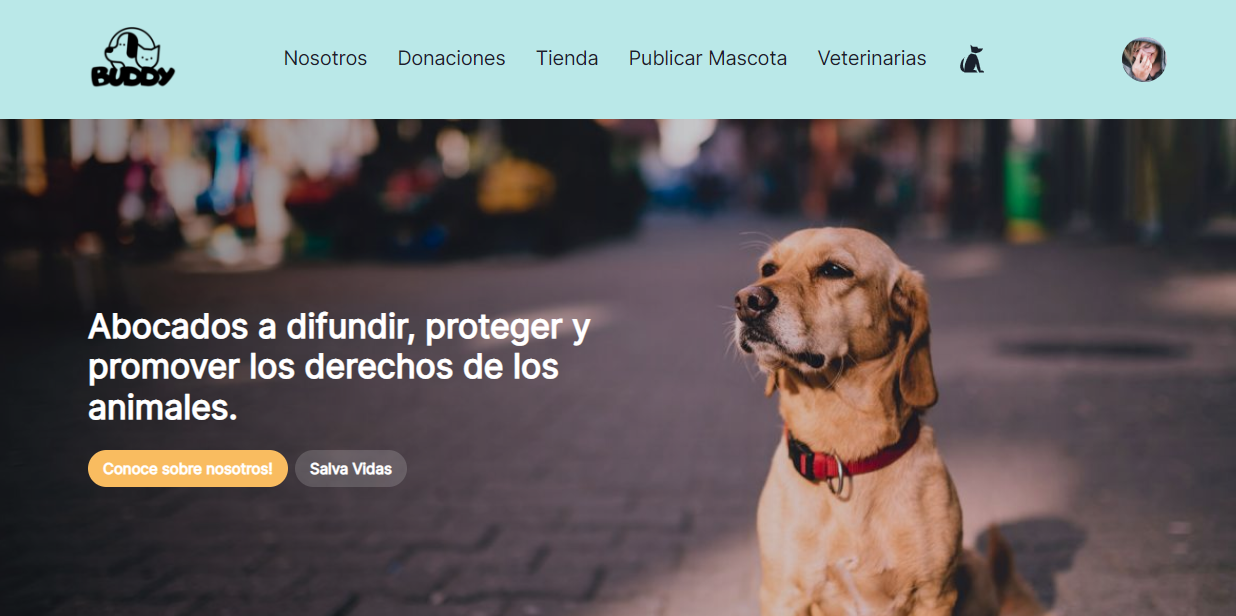 BUDDY
Nosotros Donaciones Tienda Publicar Mascota Veterinarias
Abocados a difundir, proteger y
promover los derechos de los
animales.
Conoce sobre nosotros! Salva Vidas